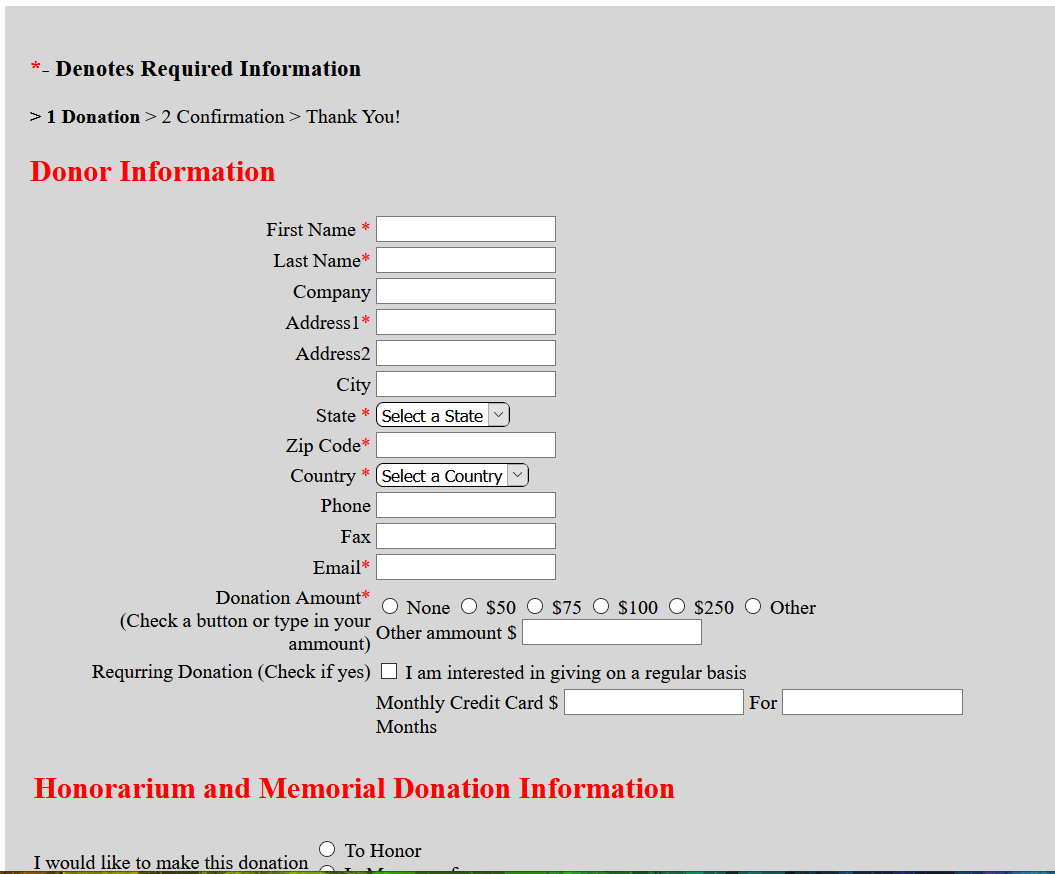 *- Denotes Required Information
> 1 Donation > 2 Confirmation > Thank You!
Donor Information
First Name *
Last Name*
Company
Address1*
Address2
City
State * Select a State
Zip Code*
Country * Select a Country
Phone
Fax
Email*
Donation Amount*
(Check a button or type in your
ammount)
None $50 $75 $100 $250 Other
Other ammount $
Requrring Donation (Check if yes) I am interested in giving on a regular basis
Monthly Credit Card $ For
Months
Honorarium and Memorial Donation Information
I would like to make this donation
To Honor